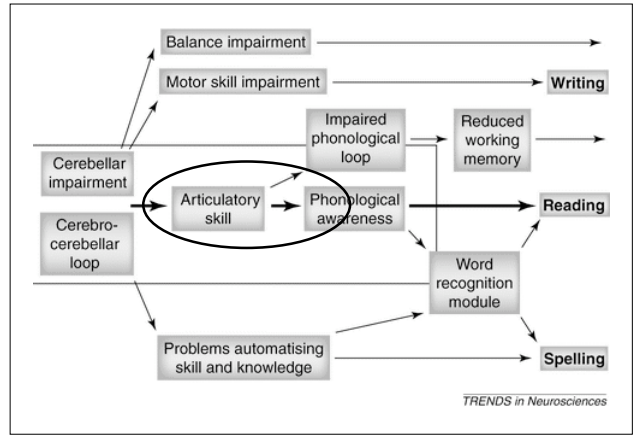 Balance impairment
Motor skill impairment
Writing
Impaired
phonological
loop
Reduced
working
memory
Cerebellar
impairment
Articulatory
skill
Phonological
awareness
Reading
Cerebro-
cerebellar
loop
Word
recognition
module
Problems automatising
skill and knowledge
Spelling
TRENDS in Neurosciences